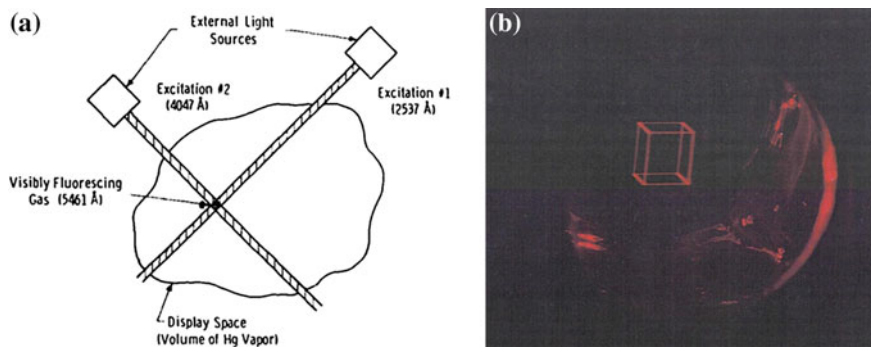 (a)
External Light
Sources
Excitation #2
(4047 Å)
Excitation #1
(2537 Å)
Visibly Fluorescing
Gas (5461 Å)
Display Space
(Volume of Hg Vapor)
(b)